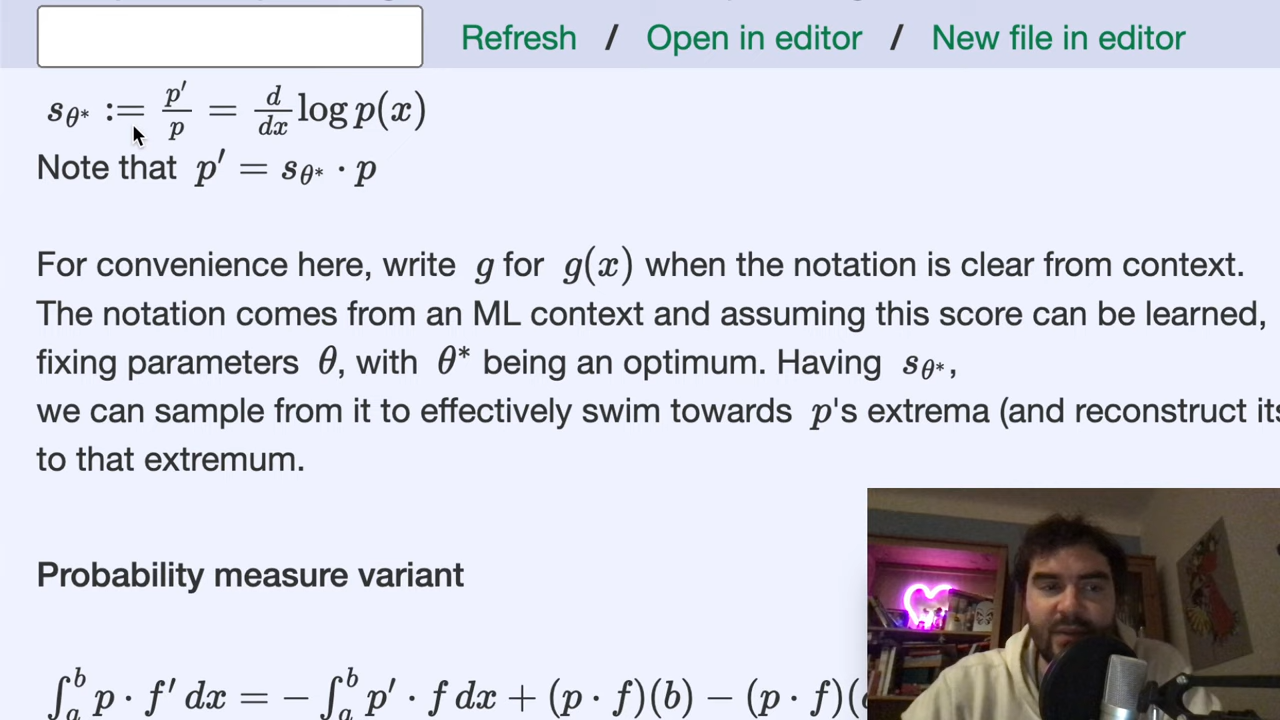 Refresh / Open in editor / New file in editor
s_{θ*} := p′/p = d/dx log p(x)
Note that p′ = s_{θ*} · p
For convenience here, write g for g(x) when the notation is clear from context.
The notation comes from an ML context and assuming this score can be learned,
fixing parameters θ, with θ* being an optimum. Having s_{θ*},
we can sample from it to effectively swim towards p's extrema (and reconstruct
to that extremum.
Probability measure variant
∫_a^b p · f′ dx = − ∫_a^b p′ · f dx + (p · f)(b) − (p · f)(